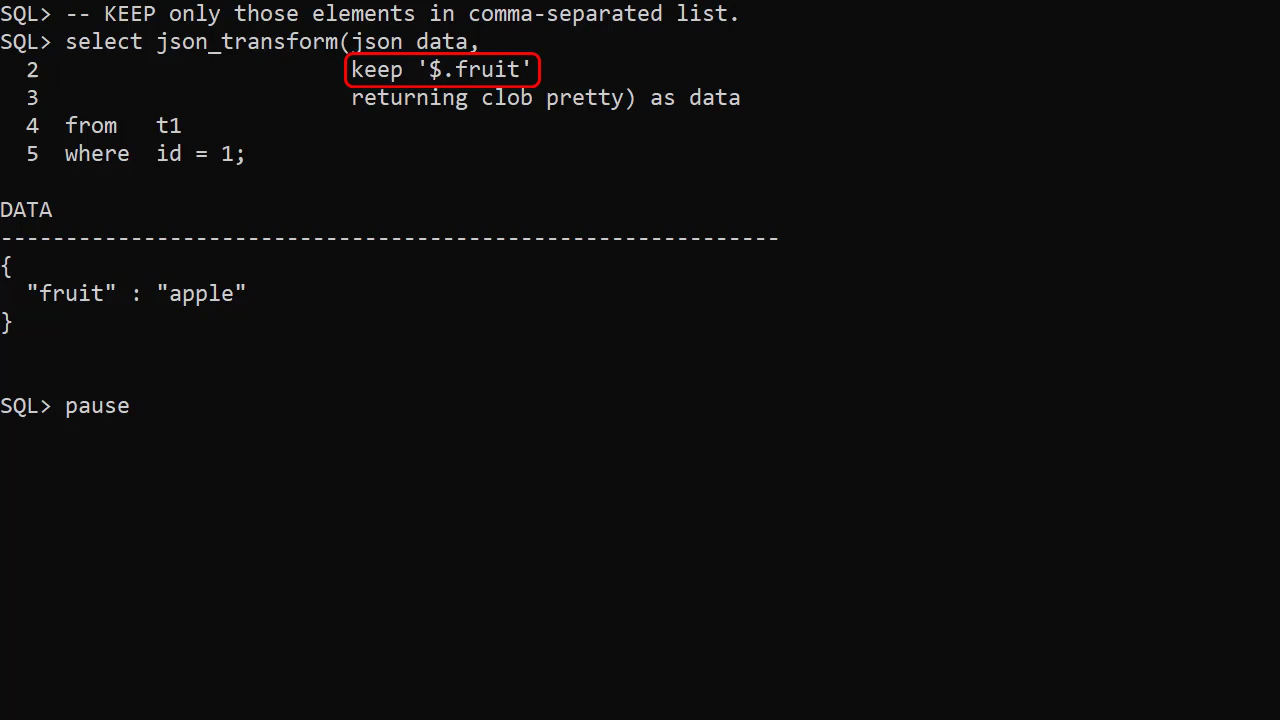 SQL> -- KEEP only those elements in comma-separated list.
SQL> select json_transform(json_data,
  2                        keep '$.fruit'
  3                        returning clob pretty) as data
  4  from   t1
  5  where  id = 1;
DATA
------------------------------------------------------------
{
  "fruit" : "apple"
}
SQL> pause